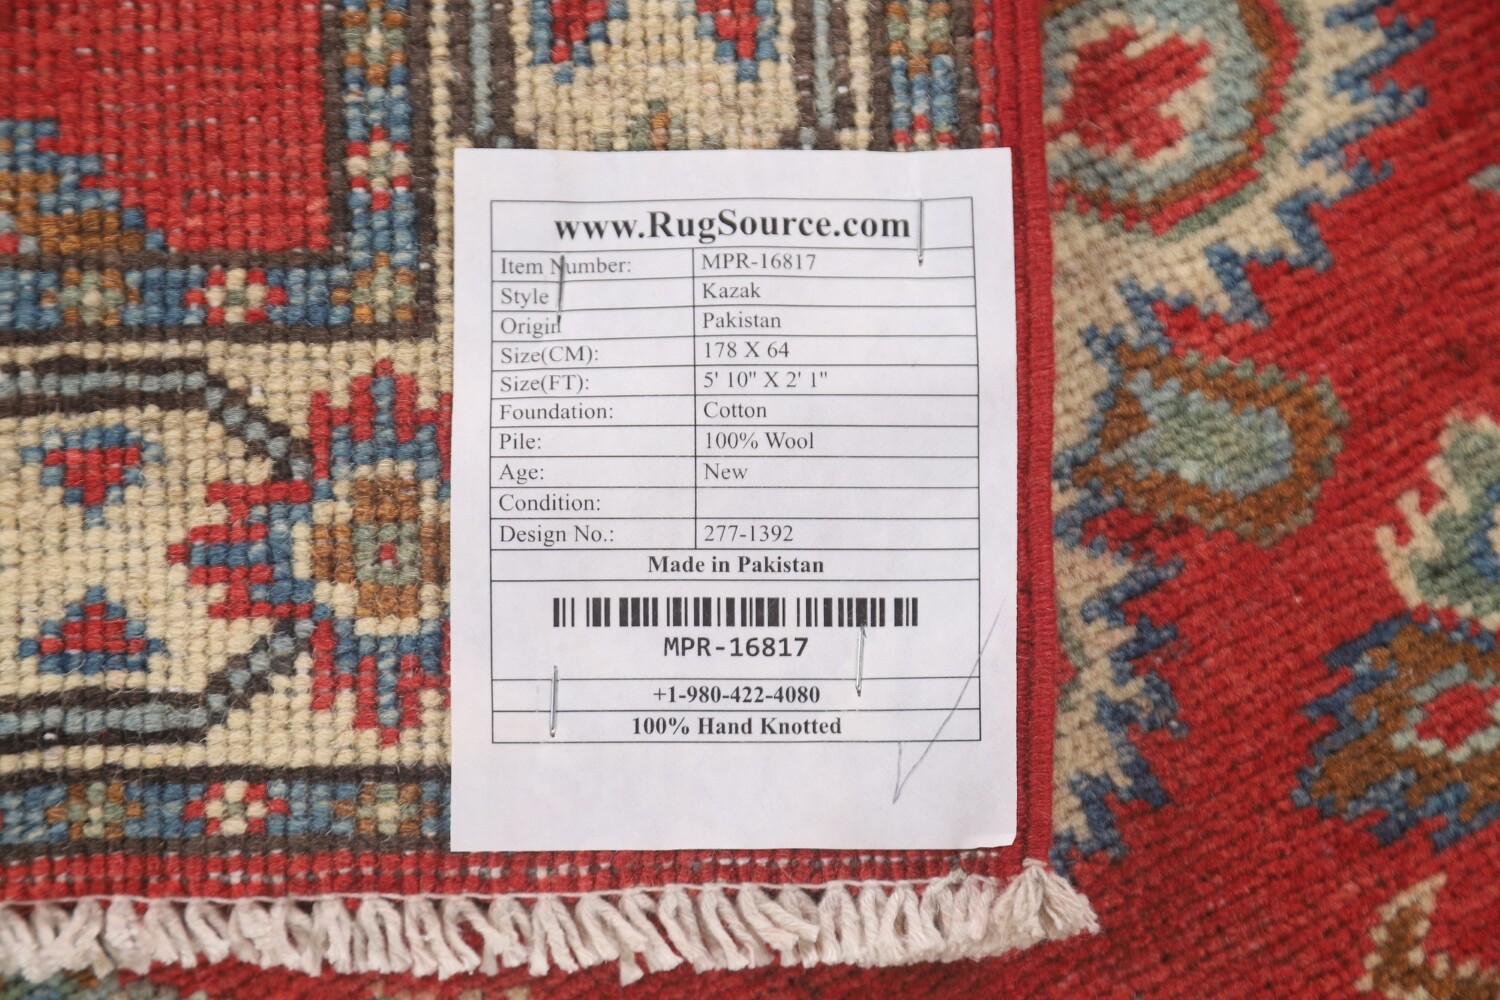 www.RugSource.com
Item Number: MPR-16817
Style Kazak
Origin Pakistan
Size(CM): 178 X 64
Size(FT): 5' 10" X 2' 1"
Foundation: Cotton
Pile: 100% Wool
Age: New
Condition:
Design No.: 277-1392
Made in Pakistan
MPR-16817
+1-980-422-4080
100% Hand Knotted